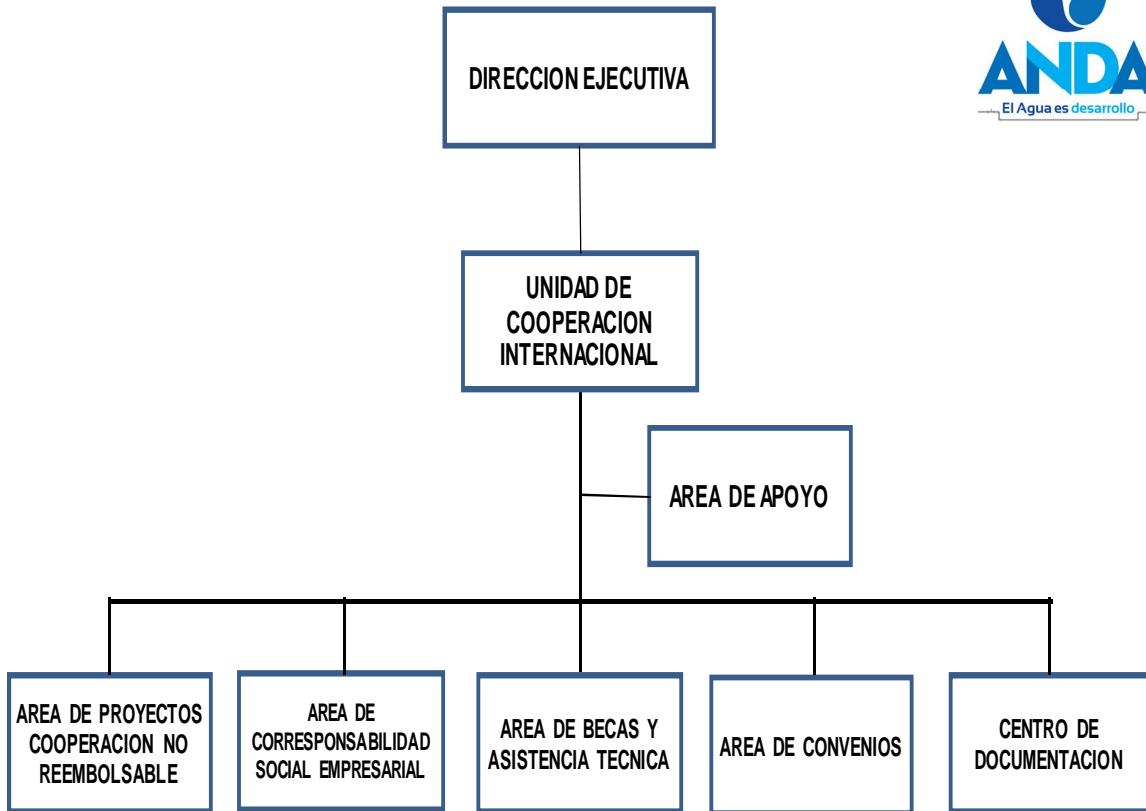 DIRECCION EJECUTIVA
ANDA
El Agua es desarrollo
UNIDAD DE
COOPERACION
INTERNACIONAL
AREA DE APOYO
AREA DE PROYECTOS
COOPERACION NO
REEMBOLSABLE
AREA DE
CORRESPONSABILIDAD
SOCIAL EMPRESARIAL
AREA DE BECAS Y
ASISTENCIA TECNICA
AREA DE CONVENIOS
CENTRO DE
DOCUMENTACION